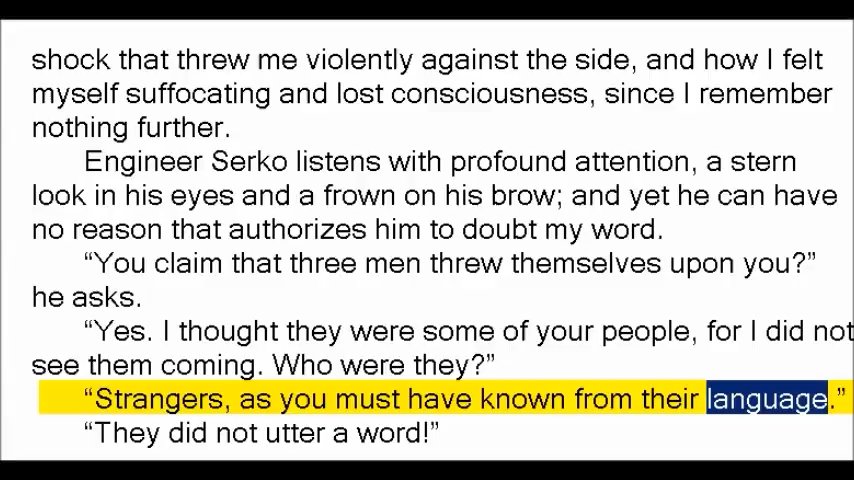 shock that threw me violently against the side, and how I felt
myself suffocating and lost consciousness, since I remember
nothing further.
Engineer Serko listens with profound attention, a stern
look in his eyes and a frown on his brow; and yet he can have
no reason that authorizes him to doubt my word.
“You claim that three men threw themselves upon you?”
he asks.
“Yes. I thought they were some of your people, for I did not
see them coming. Who were they?”
“Strangers, as you must have known from their language.”
“They did not utter a word!”